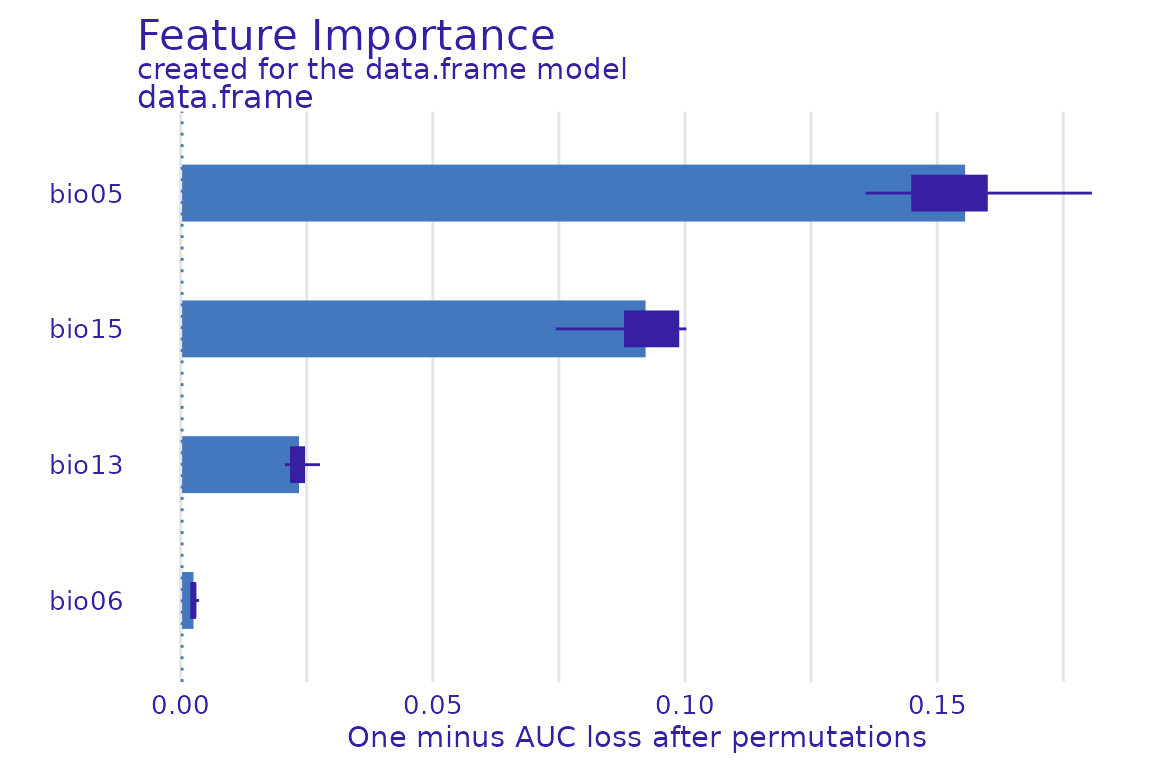 Feature Importance
created for the data.frame model
data.frame
bio05
bio15
bio13
bio06
0.00 0.05 0.10 0.15
One minus AUC loss after permutations